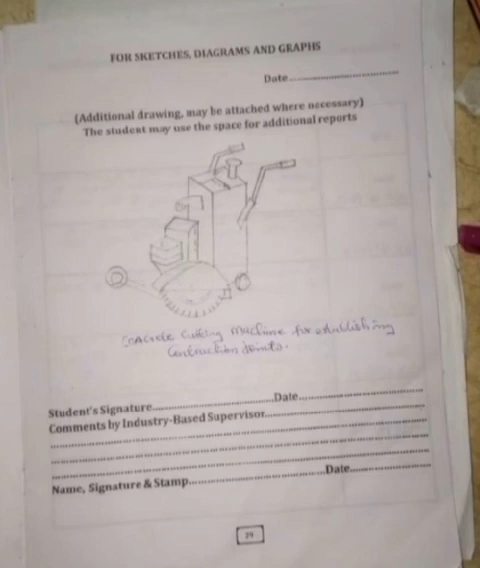 FOR SKETCHES, DIAGRAMS AND GRAPHS
Date
(Additional drawing, may be attached where necessary)
The student may use the space for additional reports
Concrete Cutting Machine for establishing
Contraction Joints.
Student's Signature Date
Comments by Industry-Based Supervisor
Name, Signature & Stamp Date